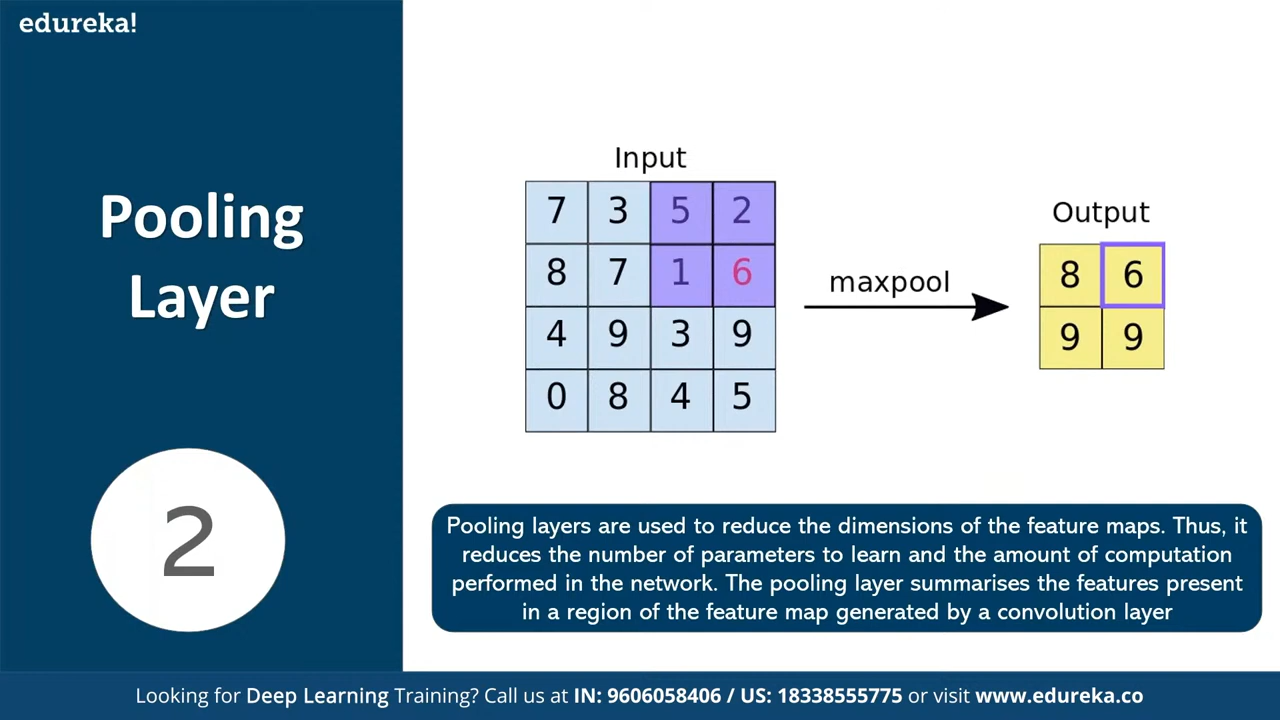 edureka!
Pooling
Layer
2
Input
7 3 5 2
8 7 1 6
4 9 3 9
0 8 4 5
maxpool
Output
8 6
9 9
Pooling layers are used to reduce the dimensions of the feature maps. Thus, it
reduces the number of parameters to learn and the amount of computation
performed in the network. The pooling layer summarises the features present
in a region of the feature map generated by a convolution layer
Looking for Deep Learning Training? Call us at IN: 9606058406 / US: 18338555775 or visit www.edureka.co